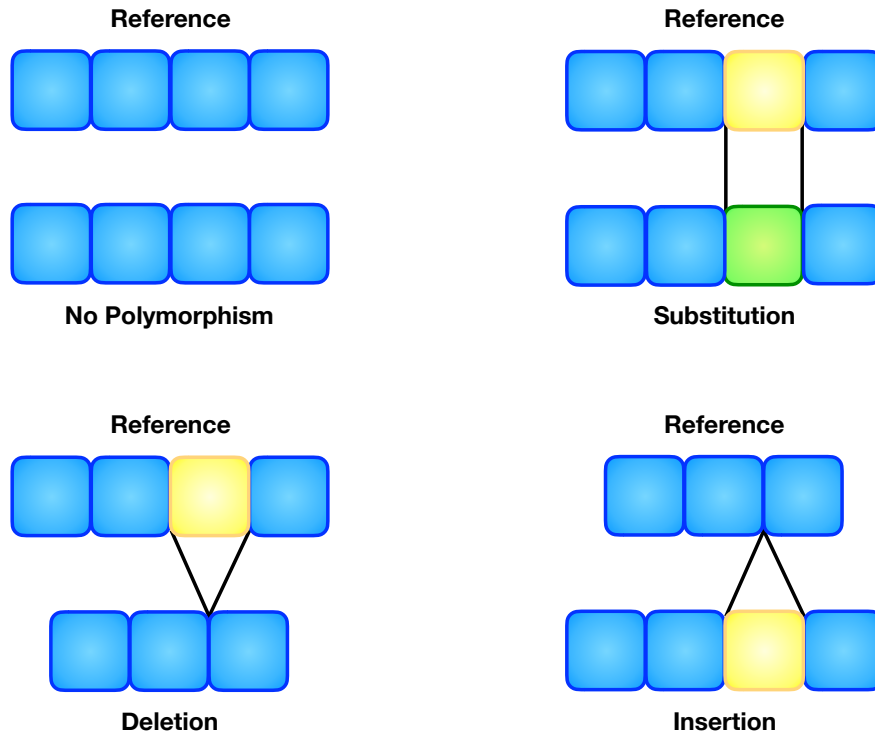 Reference
Reference
No Polymorphism
Substitution
Reference
Reference
Deletion
Insertion